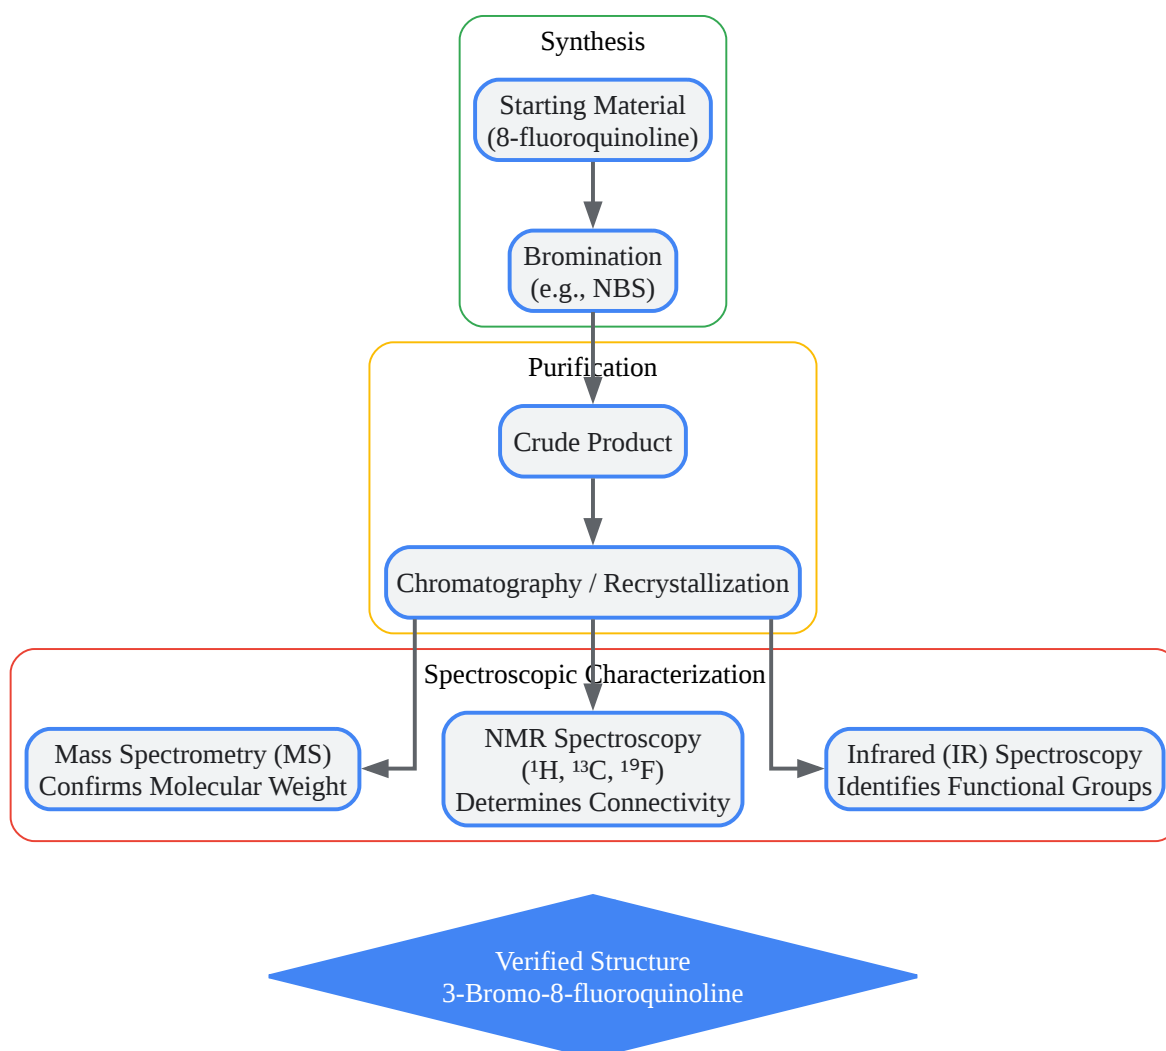 Synthesis
Starting Material
(8-fluoroquinoline)
Bromination
(e.g., NBS)
Purification
Crude Product
Chromatography / Recrystallization
Spectroscopic Characterization
Mass Spectrometry (MS)
Confirms Molecular Weight
NMR Spectroscopy
(¹H, ¹³C, ¹⁹F)
Determines Connectivity
Infrared (IR) Spectroscopy
Identifies Functional Groups
Verified Structure
3-Bromo-8-fluoroquinoline